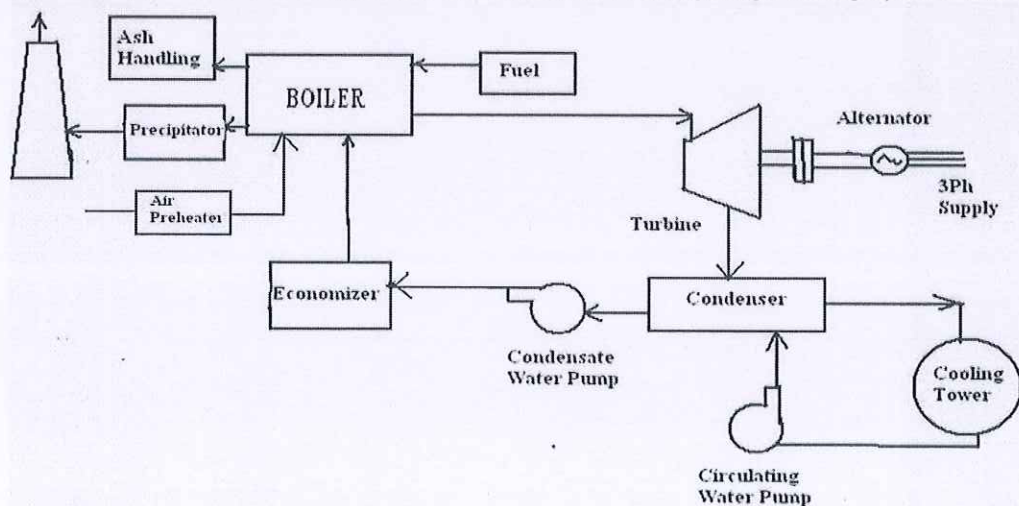 Ash
Handling
BOILER
Fuel
Precipitator
Alternator
Air
Preheater
3Ph
Supply
Turbine
Economizer
Condenser
Condensate
Water Pump
Cooling
Tower
Circulating
Water Pump